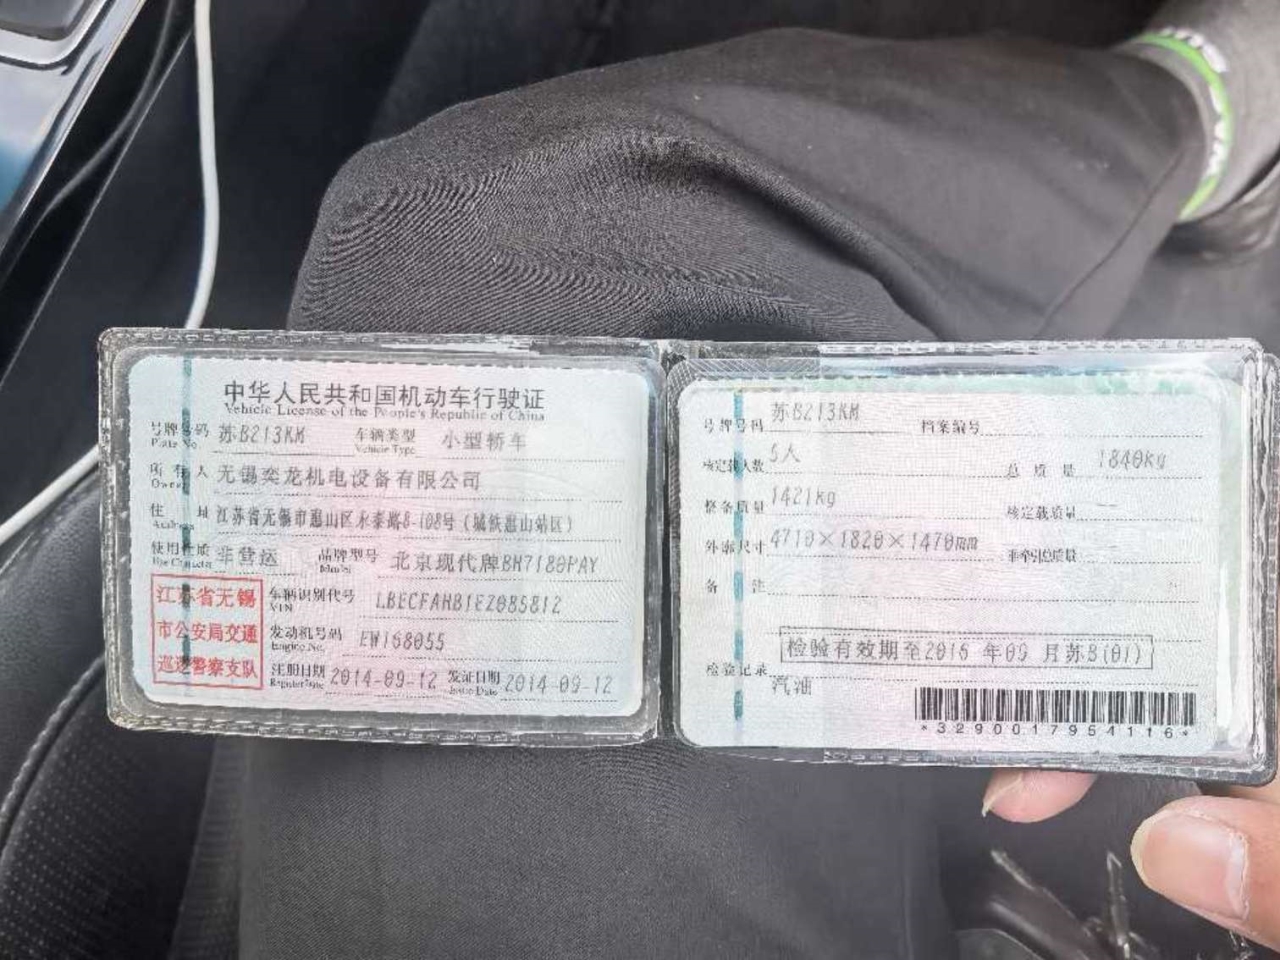 中华人民共和国机动车行驶证
Vehicle License of the People's Republic of China
号牌号码 苏B213KM 车辆类型 小型轿车
Plate No. Vehicle Type
所有人 无锡奕龙机电设备有限公司
Owner
住址 江苏省无锡市惠山区永泰路8-108号(城铁惠山站区)
Address
使用性质 非营运 品牌型号 北京现代牌BH7180PAY
Use Character Model
江苏省无锡
市公安局交通
巡逻警察支队
车辆识别代号 LBECFAHB1EZ085812
VIN
发动机号码 EW168055
Engine No.
注册日期 2014-09-12 发证日期 2014-09-12
Register Date Issue Date
号牌号码 苏B213KM 档案编号
核定载人数 5人 总质量 1840kg
整备质量 1421kg 核定载质量 --
外廓尺寸 4710×1820×1470mm 准牵引总质量
备注
检验有效期至2016年09月苏B(01)
检验记录
汽油
*3290017954116*